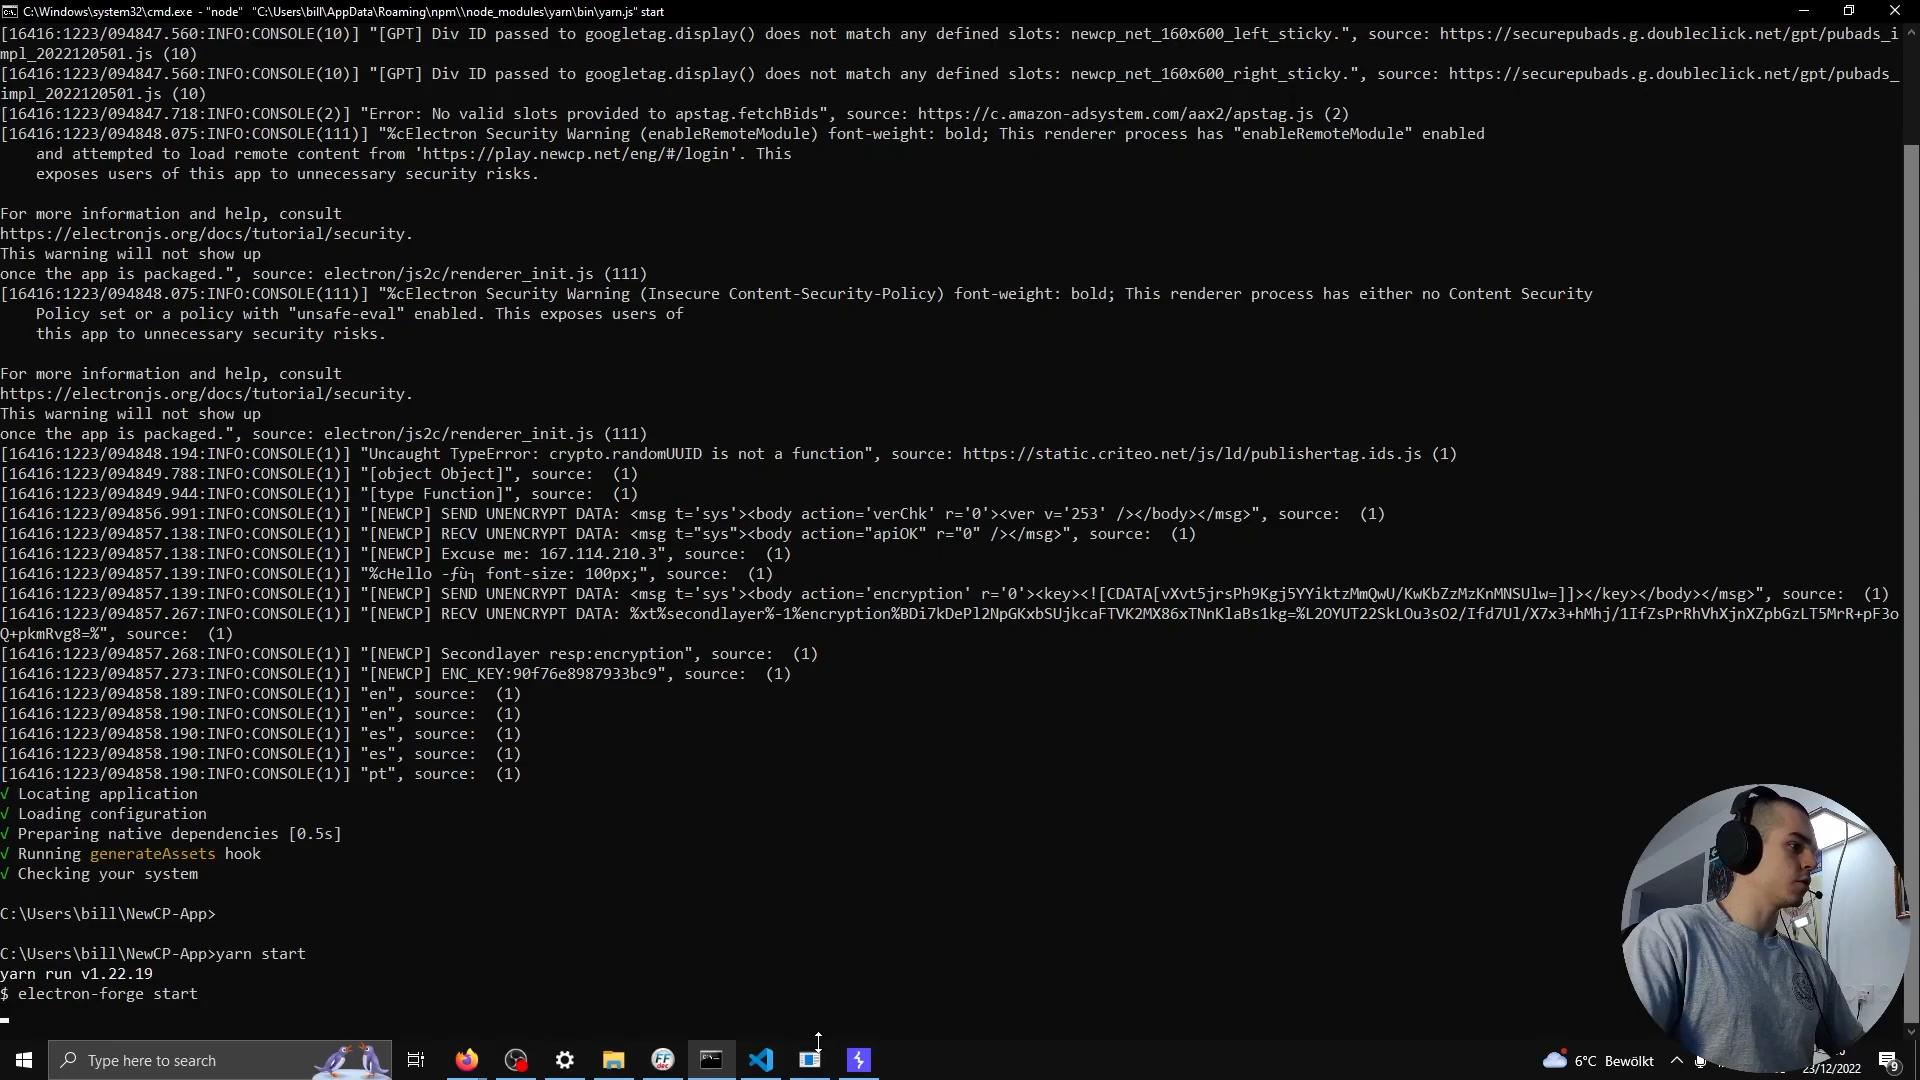 C:\Windows\system32\cmd.exe - "node" "C:\Users\bill\AppData\Roaming\npm\\node_modules\yarn\bin\yarn.js" start
[16416:1223/094847.560:INFO:CONSOLE(10)] "[GPT] Div ID passed to googletag.display() does not match any defined slots: newcp_net_160x600_left_sticky.", source: https://securepubads.g.doubleclick.net/gpt/pubads_i
mpl_2022120501.js (10)
[16416:1223/094847.560:INFO:CONSOLE(10)] "[GPT] Div ID passed to googletag.display() does not match any defined slots: newcp_net_160x600_right_sticky.", source: https://securepubads.g.doubleclick.net/gpt/pubads_
impl_2022120501.js (10)
[16416:1223/094847.718:INFO:CONSOLE(2)] "Error: No valid slots provided to apstag.fetchBids", source: https://c.amazon-adsystem.com/aax2/apstag.js (2)
[16416:1223/094848.075:INFO:CONSOLE(111)] "%cElectron Security Warning (enableRemoteModule) font-weight: bold; This renderer process has "enableRemoteModule" enabled
and attempted to load remote content from 'https://play.newcp.net/eng/#/login'. This
exposes users of this app to unnecessary security risks.
For more information and help, consult
https://electronjs.org/docs/tutorial/security.
This warning will not show up
once the app is packaged.", source: electron/js2c/renderer_init.js (111)
[16416:1223/094848.075:INFO:CONSOLE(111)] "%cElectron Security Warning (Insecure Content-Security-Policy) font-weight: bold; This renderer process has either no Content Security
Policy set or a policy with "unsafe-eval" enabled. This exposes users of
this app to unnecessary security risks.
For more information and help, consult
https://electronjs.org/docs/tutorial/security.
This warning will not show up
once the app is packaged.", source: electron/js2c/renderer_init.js (111)
[16416:1223/094848.194:INFO:CONSOLE(1)] "Uncaught TypeError: crypto.randomUUID is not a function", source: https://static.criteo.net/js/ld/publishertag.ids.js (1)
[16416:1223/094849.788:INFO:CONSOLE(1)] "[object Object]", source:  (1)
[16416:1223/094849.944:INFO:CONSOLE(1)] "[type Function]", source:  (1)
[16416:1223/094856.991:INFO:CONSOLE(1)] "[NEWCP] SEND UNENCRYPT DATA: <msg t='sys'><body action='verChk' r='0'><ver v='253' /></body></msg>", source:  (1)
[16416:1223/094857.138:INFO:CONSOLE(1)] "[NEWCP] RECV UNENCRYPT DATA: <msg t="sys"><body action="apiOK" r="0" /></msg>", source:  (1)
[16416:1223/094857.138:INFO:CONSOLE(1)] "[NEWCP] Excuse me: 167.114.210.3", source:  (1)
[16416:1223/094857.139:INFO:CONSOLE(1)] "%cHello -ƒù┐ font-size: 100px;", source:  (1)
[16416:1223/094857.139:INFO:CONSOLE(1)] "[NEWCP] SEND UNENCRYPT DATA: <msg t='sys'><body action='encryption' r='0'><key><![CDATA[vXvt5jrsPh9Kgj5YYiktzMmQwU/KwKbZzMzKnMNSUlw=]]></key></body></msg>", source:  (1)
[16416:1223/094857.267:INFO:CONSOLE(1)] "[NEWCP] RECV UNENCRYPT DATA: %xt%secondlayer%-1%encryption%BDi7kDePl2NpGKxbSUjkcaFTVK2MX86xTNnKlaBs1kg=%L2OYUT22SkLOu3sO2/Ifd7Ul/X7x3+hMhj/1IfZsPrRhVhXjnXZpbGzLT5MrR+pF3o
Q+pkmRvg8=%", source:  (1)
[16416:1223/094857.268:INFO:CONSOLE(1)] "[NEWCP] Secondlayer resp:encryption", source:  (1)
[16416:1223/094857.273:INFO:CONSOLE(1)] "[NEWCP] ENC_KEY:90f76e8987933bc9", source:  (1)
[16416:1223/094858.189:INFO:CONSOLE(1)] "en", source:  (1)
[16416:1223/094858.190:INFO:CONSOLE(1)] "en", source:  (1)
[16416:1223/094858.190:INFO:CONSOLE(1)] "es", source:  (1)
[16416:1223/094858.190:INFO:CONSOLE(1)] "es", source:  (1)
[16416:1223/094858.190:INFO:CONSOLE(1)] "pt", source:  (1)
√ Locating application
√ Loading configuration
√ Preparing native dependencies [0.5s]
√ Running generateAssets hook
√ Checking your system
C:\Users\bill\NewCP-App>
C:\Users\bill\NewCP-App>yarn start
yarn run v1.22.19
$ electron-forge start
Type here to search
FF
dec
6°C Bewölkt
23/12/2022
9